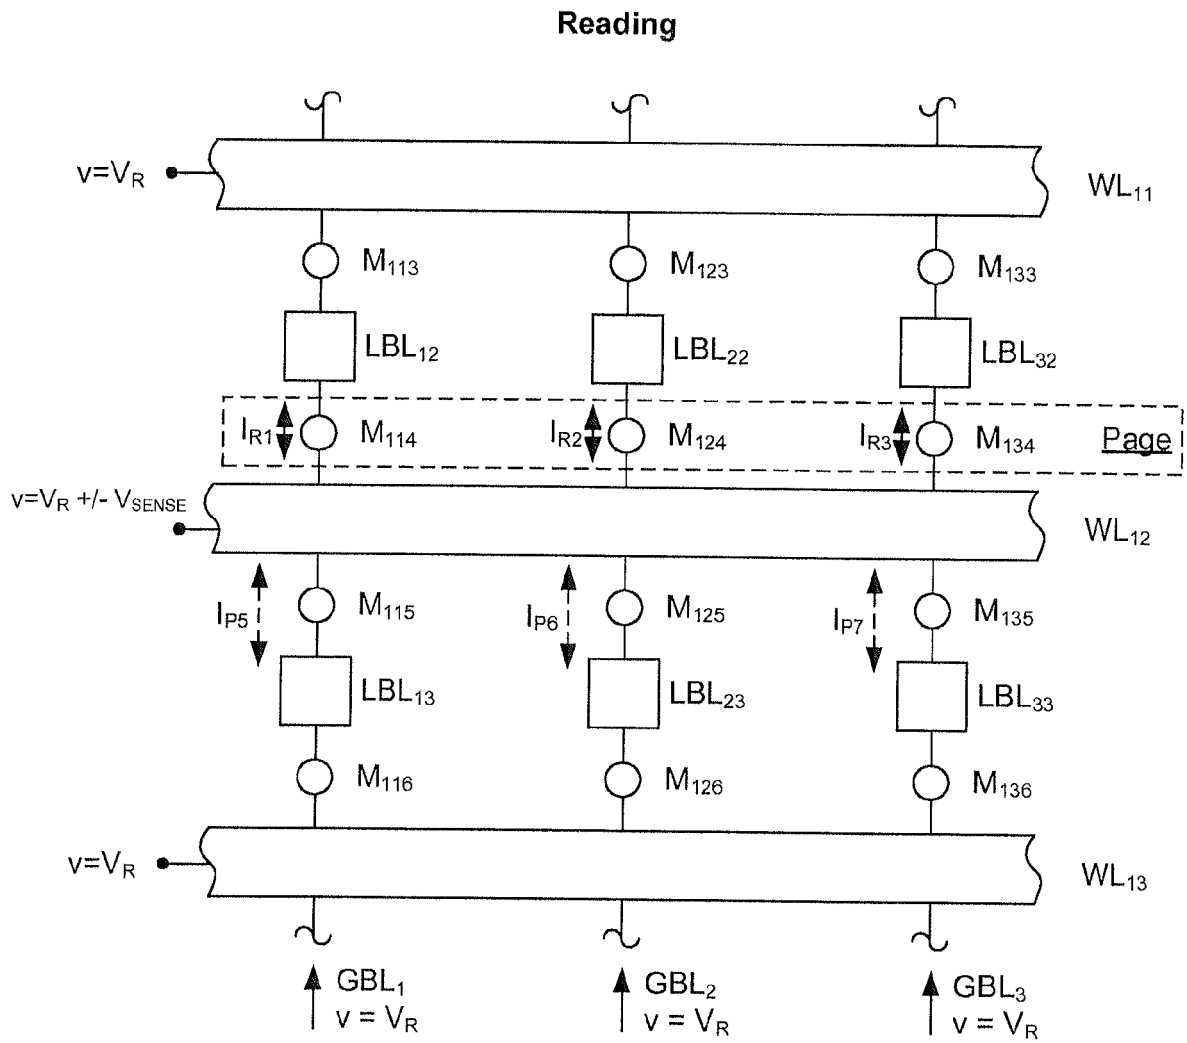 Reading
v=V_R WL_11
M_113 M_123 M_133
LBL_12 LBL_22 LBL_32
I_R1 M_114 I_R2 M_124 I_R3 M_134 Page
v=V_R +/- V_SENSE WL_12
I_P5 M_115 I_P6 M_125 I_P7 M_135
LBL_13 LBL_23 LBL_33
M_116 M_126 M_136
v=V_R WL_13
GBL_1 GBL_2 GBL_3
v = V_R v = V_R v = V_R